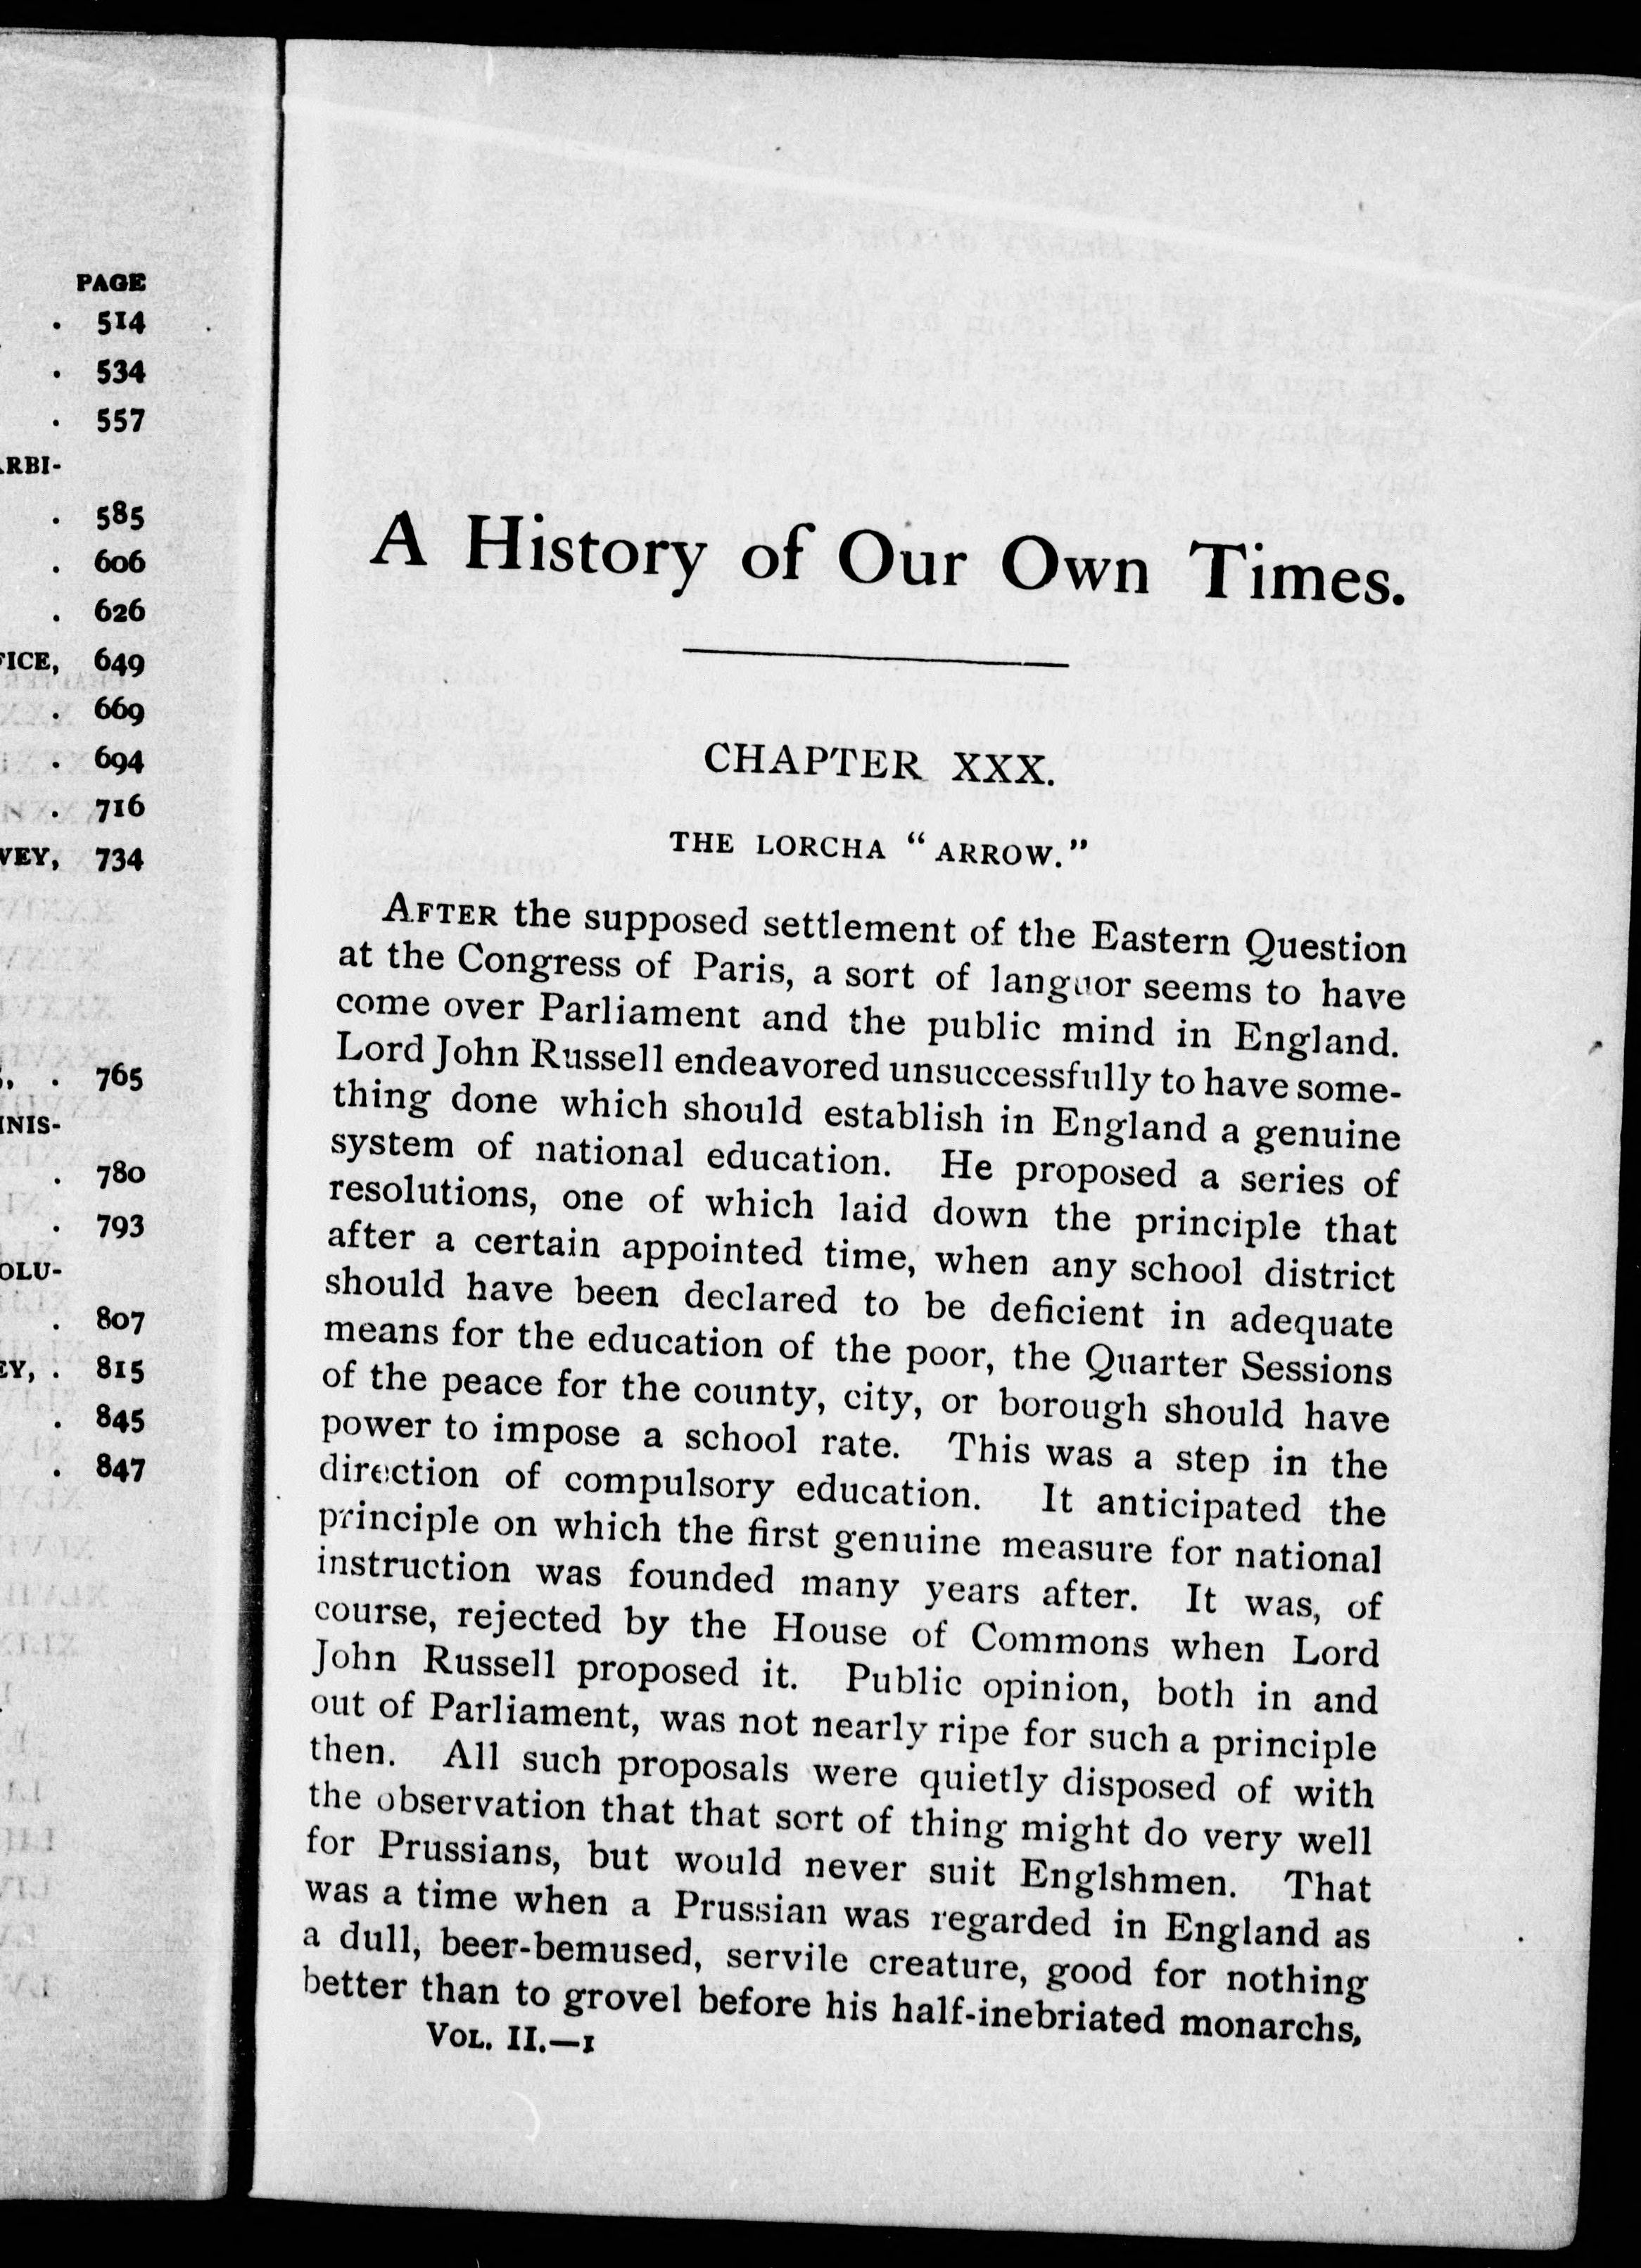 PAGE
. 514
. 534
. 557
ARBI-
. 585
. 606
. 626
FICE, 649
. 669
. 694
. 716
VEY, 734
. 765
INIS-
. 780
. 793
OLU-
. 807
EY, . 815
. 845
. 847
A History of Our Own Times.
CHAPTER XXX.
THE LORCHA “ARROW.”
AFTER the supposed settlement of the Eastern Question
at the Congress of Paris, a sort of languor seems to have
come over Parliament and the public mind in England.
Lord John Russell endeavored unsuccessfully to have some-
thing done which should establish in England a genuine
system of national education. He proposed a series of
resolutions, one of which laid down the principle that
after a certain appointed time, when any school district
should have been declared to be deficient in adequate
means for the education of the poor, the Quarter Sessions
of the peace for the county, city, or borough should have
power to impose a school rate. This was a step in the
direction of compulsory education. It anticipated the
principle on which the first genuine measure for national
instruction was founded many years after. It was, of
course, rejected by the House of Commons when Lord
John Russell proposed it. Public opinion, both in and
out of Parliament, was not nearly ripe for such a principle
then. All such proposals were quietly disposed of with
the observation that that sort of thing might do very well
for Prussians, but would never suit Englshmen. That
was a time when a Prussian was regarded in England as
a dull, beer-bemused, servile creature, good for nothing
better than to grovel before his half-inebriated monarchs,
VOL. II.—1